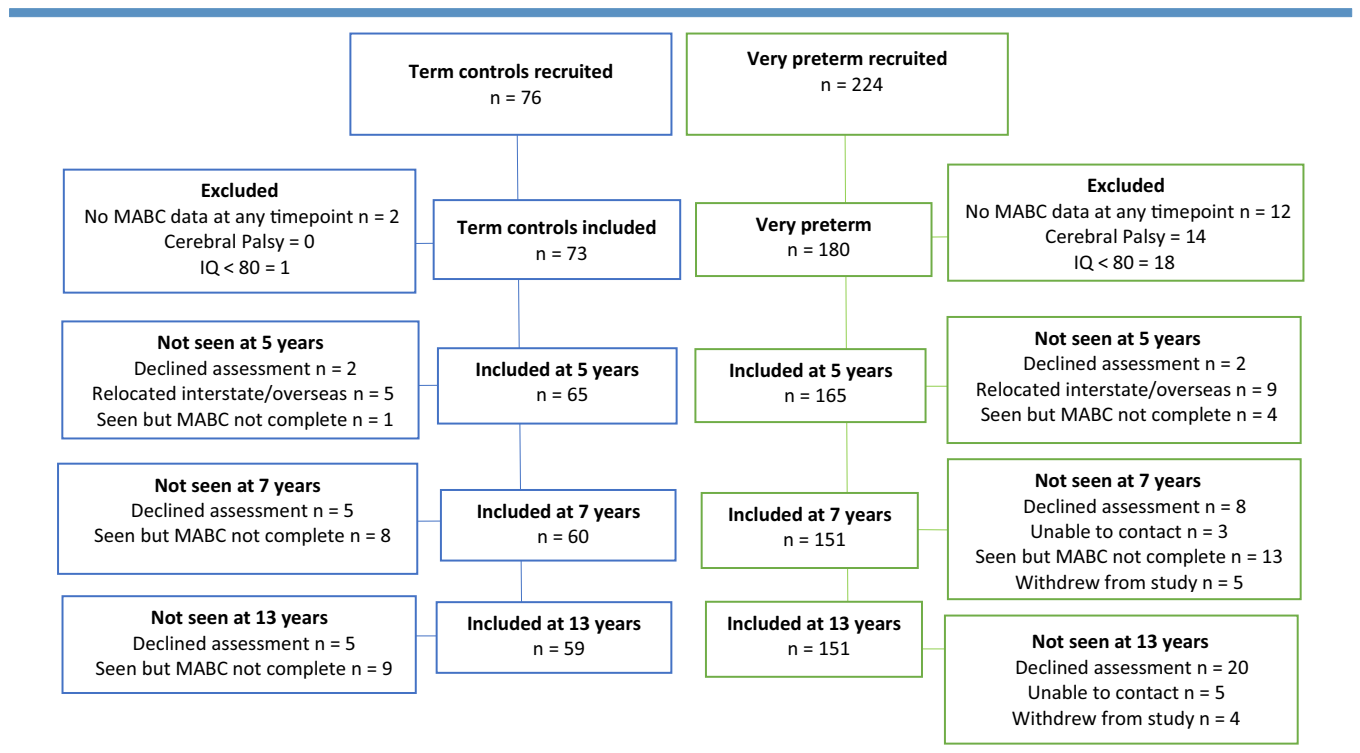 Term controls recruited
n = 76
Very preterm recruited
n = 224
Excluded
No MABC data at any timepoint n = 2
Cerebral Palsy = 0
IQ < 80 = 1
Term controls included
n = 73
Very preterm
n = 180
Excluded
No MABC data at any timepoint n = 12
Cerebral Palsy = 14
IQ < 80 = 18
Not seen at 5 years
Declined assessment n = 2
Relocated interstate/overseas n = 5
Seen but MABC not complete n = 1
Included at 5 years
n = 65
Included at 5 years
n = 165
Not seen at 5 years
Declined assessment n = 2
Relocated interstate/overseas n = 9
Seen but MABC not complete n = 4
Not seen at 7 years
Declined assessment n = 5
Seen but MABC not complete n = 8
Included at 7 years
n = 60
Included at 7 years
n = 151
Not seen at 7 years
Declined assessment n = 8
Unable to contact n = 3
Seen but MABC not complete n = 13
Withdrew from study n = 5
Not seen at 13 years
Declined assessment n = 5
Seen but MABC not complete n = 9
Included at 13 years
n = 59
Included at 13 years
n = 151
Not seen at 13 years
Declined assessment n = 20
Unable to contact n = 5
Withdrew from study n = 4